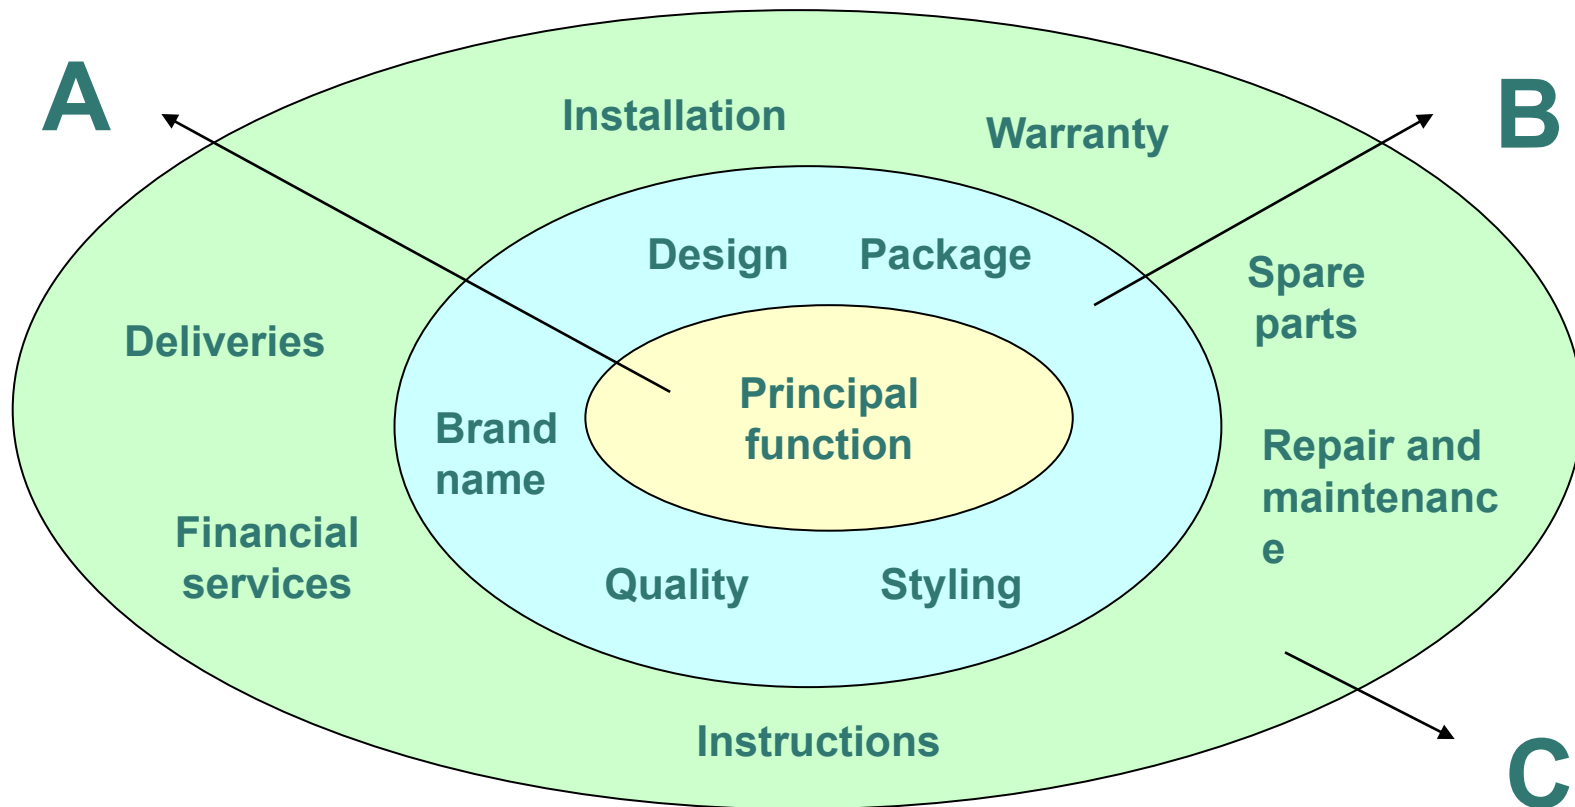 A
B
Installation
Warranty
Design
Package
Spare
parts
Deliveries
Principal
function
Brand
name
Repair and
maintenanc
e
Financial
services
Quality
Styling
Instructions
C